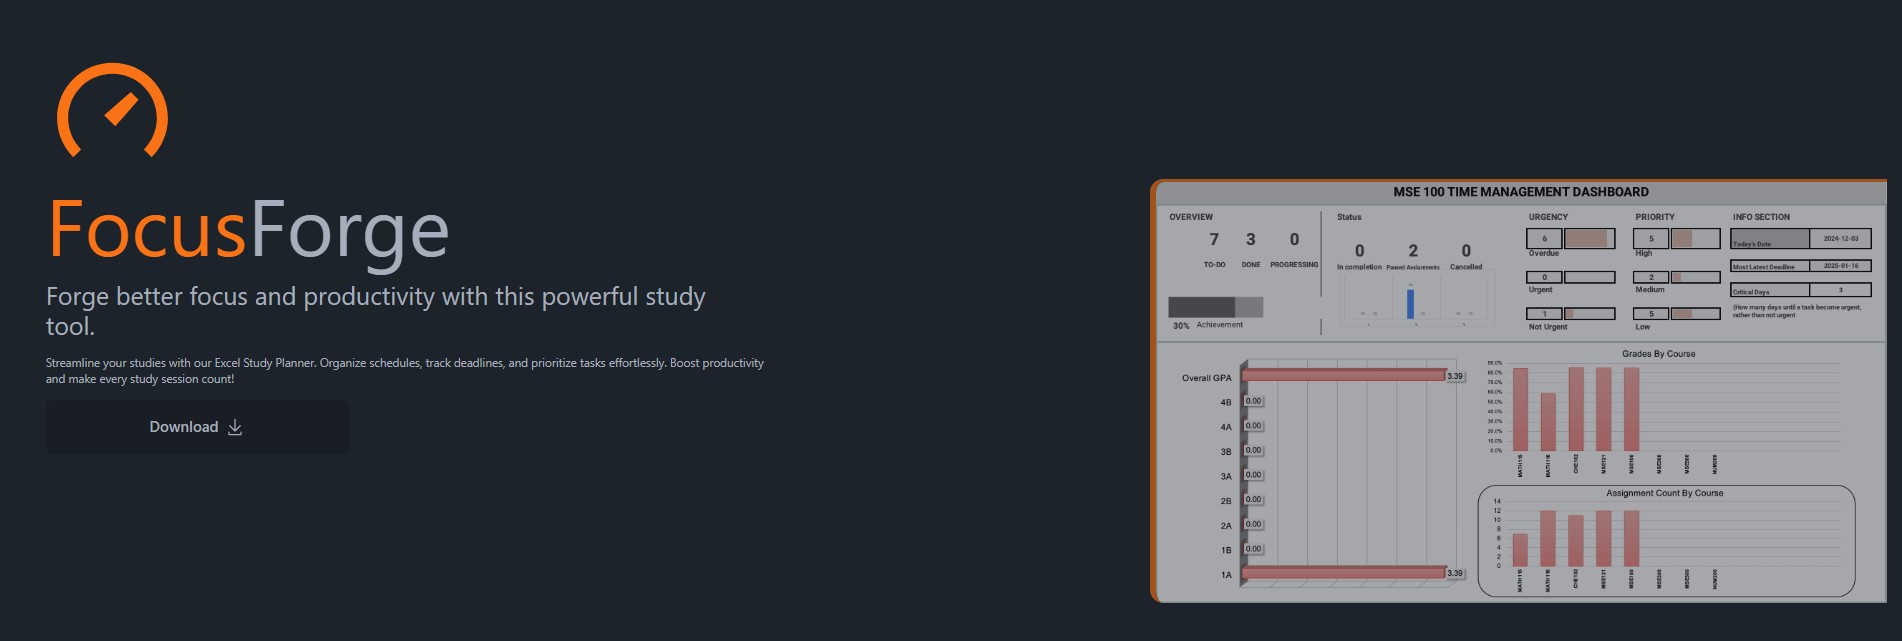 FocusForge
Forge better focus and productivity with this powerful study
tool.
Streamline your studies with our Excel Study Planner. Organize schedules, track deadlines, and prioritize tasks effortlessly. Boost productivity
and make every study session count!
Download
MSE 100 TIME MANAGEMENT DASHBOARD
OVERVIEW
7 3 0
TO-DO DONE PROGRESSING
30% Achievement
Status
0 2 0
In completion Paused Assignments Cancelled
URGENCY
6
Overdue
0
Urgent
1
Not Urgent
PRIORITY
5
High
2
Medium
5
Low
INFO SECTION
Today's Date 2024-12-03
Most Latest Deadline 2025-01-16
Critical Days 3
(How many days until a task become urgent,
rather than not urgent
Overall GPA 3.39
4B 0.00
4A 0.00
3B 0.00
3A 0.00
2B 0.00
2A 0.00
1B 0.00
1A 3.39
Grades By Course
90.0%
80.0%
70.0%
60.0%
50.0%
40.0%
30.0%
20.0%
10.0%
0.0%
MATH115 MATH116 CHE102 MSE121 MSE100
Assignment Count By Course
14
12
10
8
6
4
2
0
MATH115 MATH116 CHE102 MSE121 MSE100